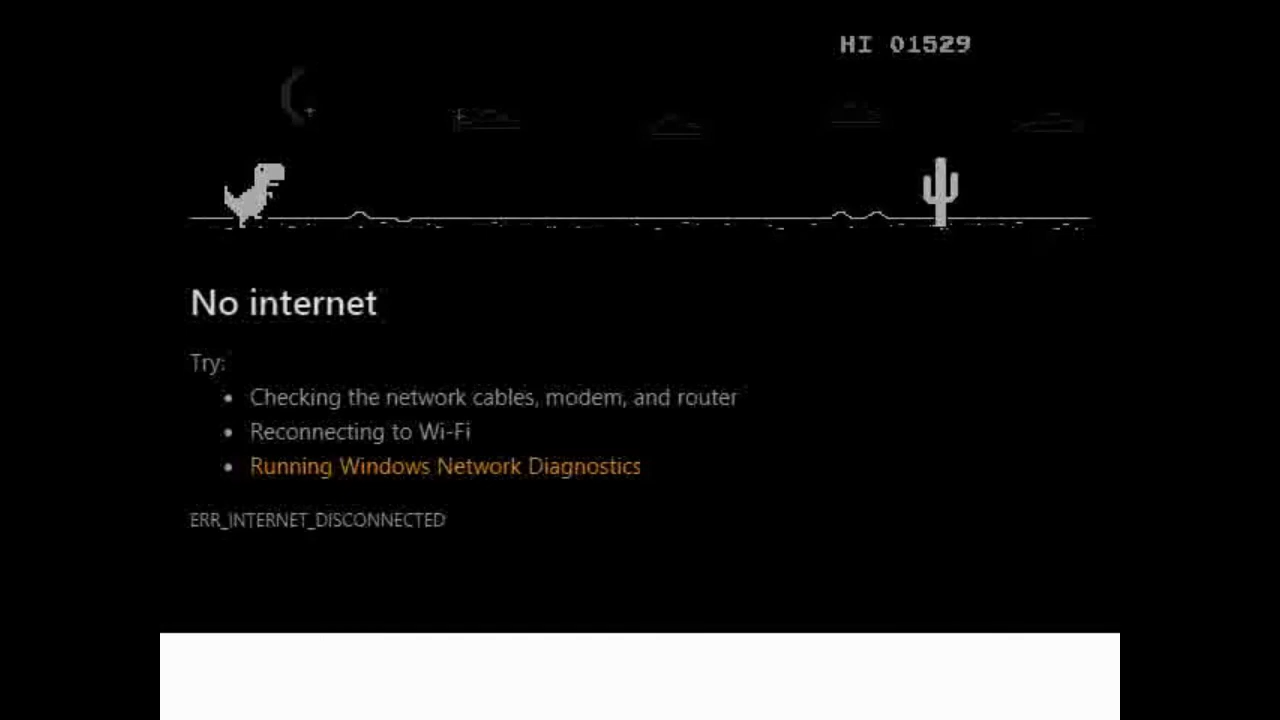 HI 01529
No internet
Try:
• Checking the network cables, modem, and router
• Reconnecting to Wi-Fi
• Running Windows Network Diagnostics
ERR_INTERNET_DISCONNECTED